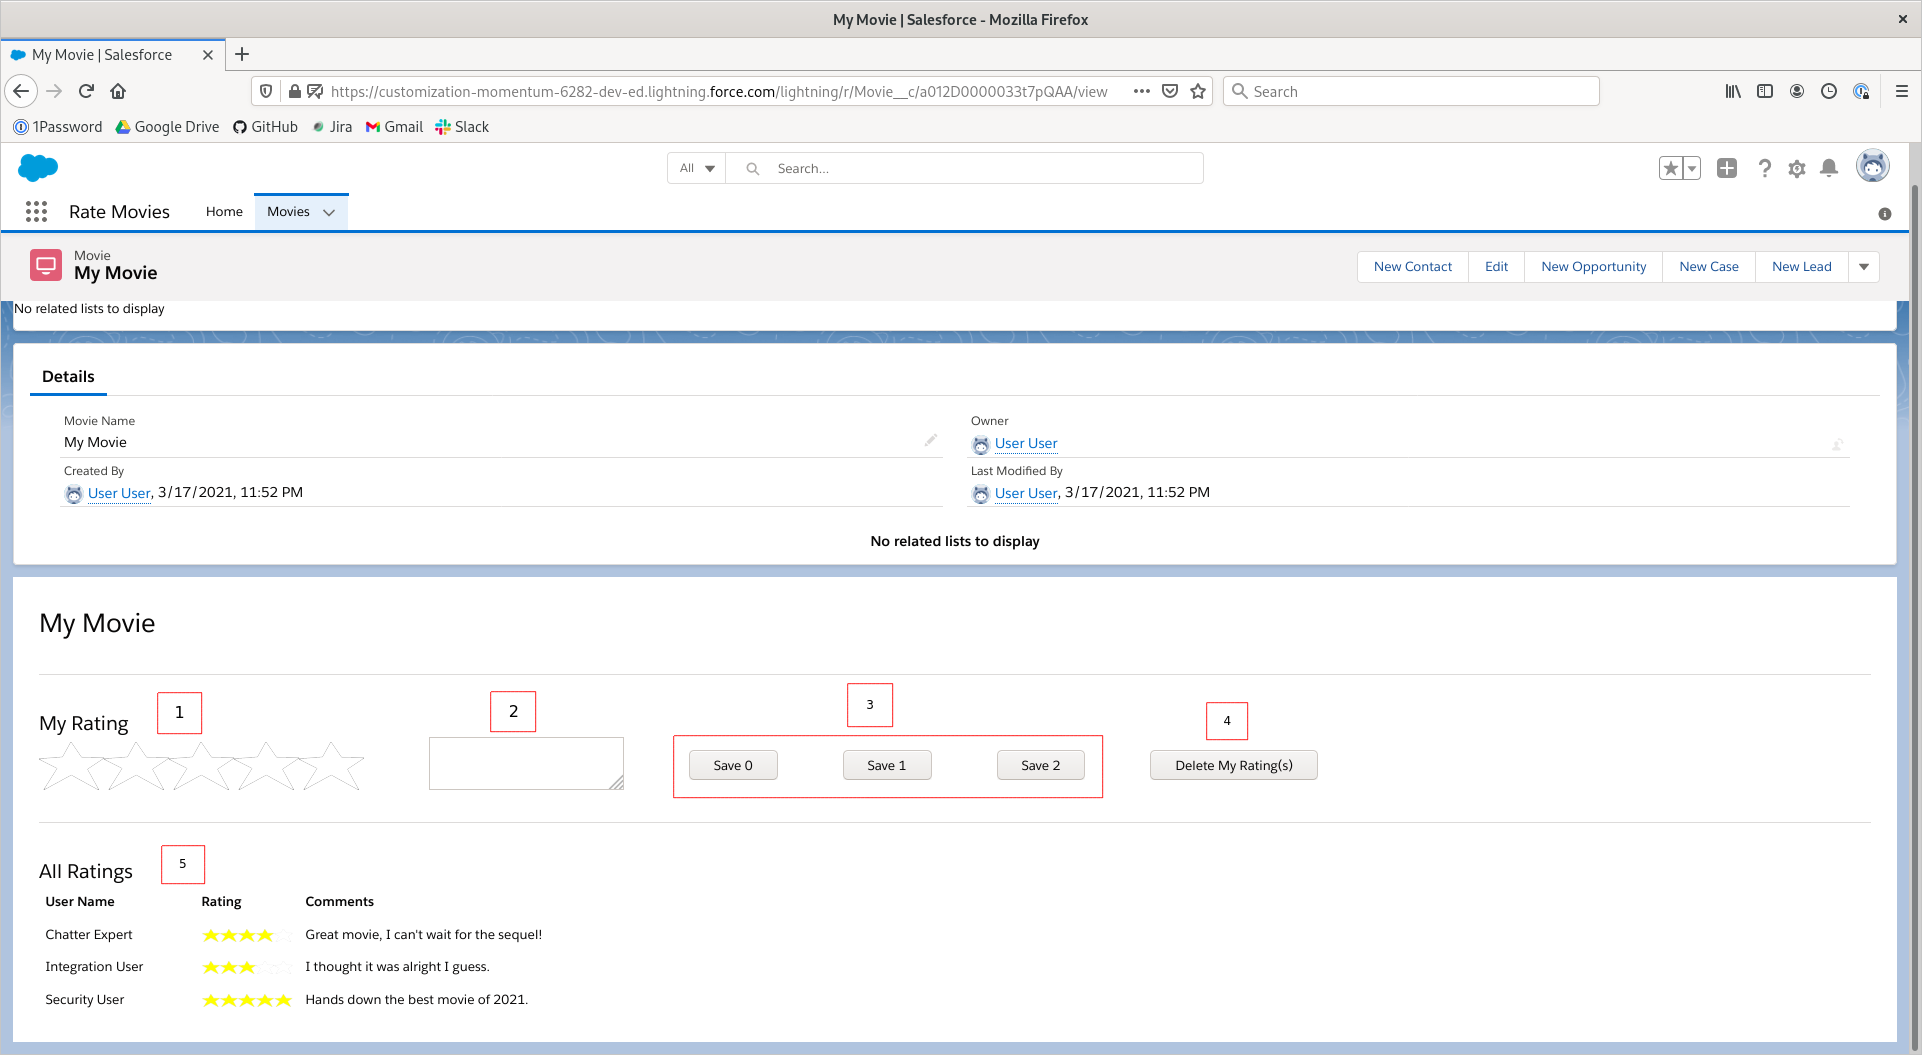 My Movie | Salesforce - Mozilla Firefox
My Movie | Salesforce
https://customization-momentum-6282-dev-ed.lightning.force.com/lightning/r/Movie__c/a012D0000033t7pQAA/view
Search
1Password Google Drive GitHub Jira Gmail Slack
All Search...
Rate Movies Home Movies
Movie
My Movie
New Contact Edit New Opportunity New Case New Lead
No related lists to display
Details
Movie Name
My Movie
Owner
User User
Created By
User User, 3/17/2021, 11:52 PM
Last Modified By
User User, 3/17/2021, 11:52 PM
No related lists to display
My Movie
My Rating
1
2
3
4
Save 0 Save 1 Save 2 Delete My Rating(s)
All Ratings
5
User Name Rating Comments
Chatter Expert Great movie, I can't wait for the sequel!
Integration User I thought it was alright I guess.
Security User Hands down the best movie of 2021.